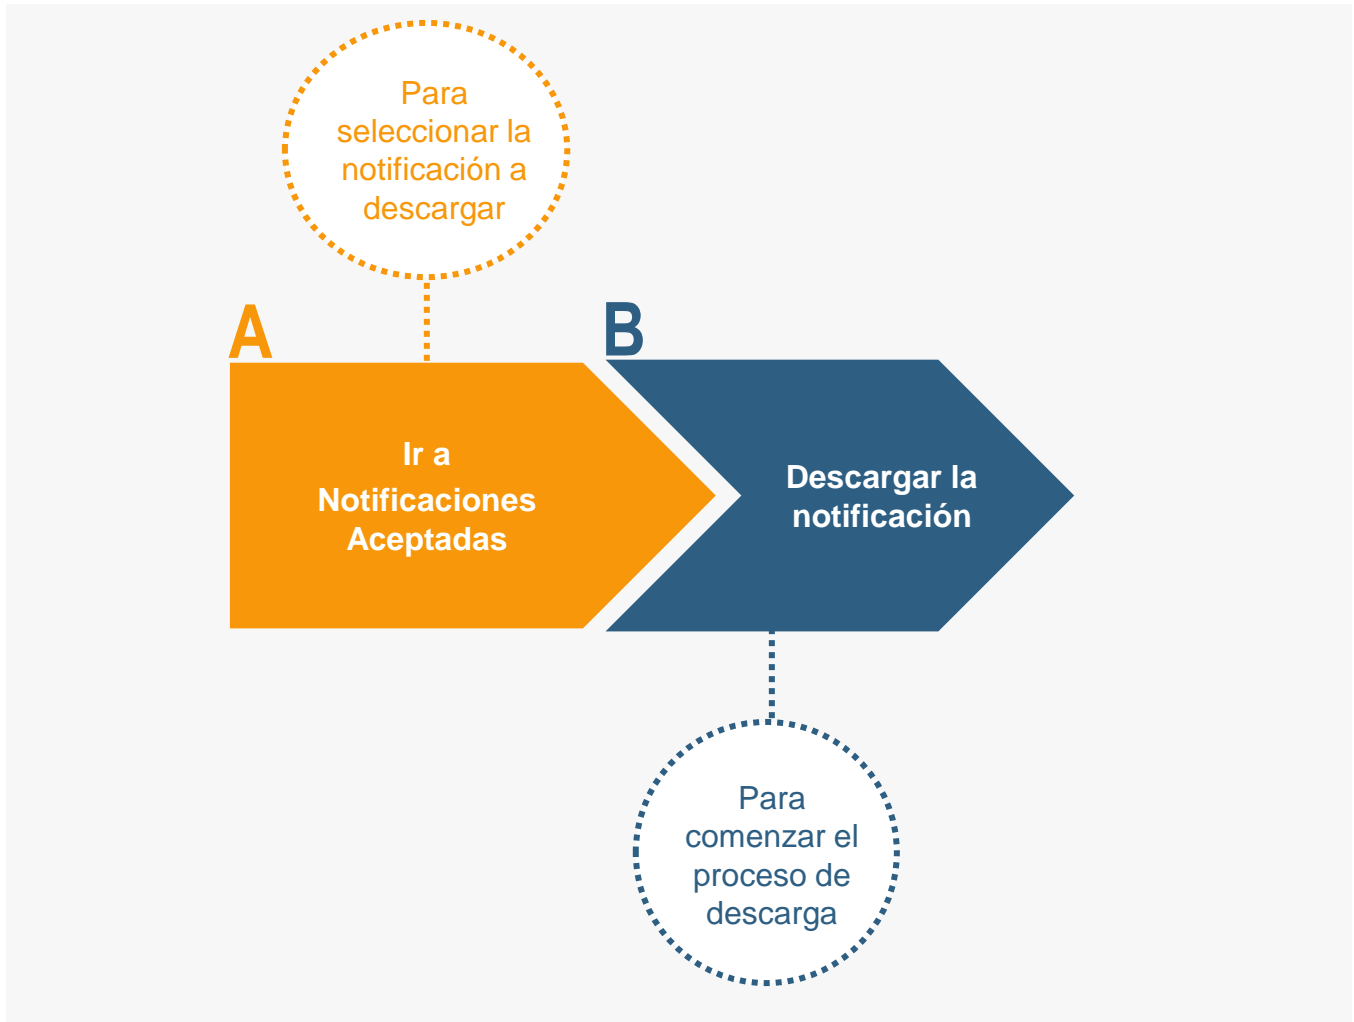 Para
seleccionar la
notificación a
descargar
A
Ir a
Notificaciones
Aceptadas
B
Descargar la
notificación
Para
comenzar el
proceso de
descarga